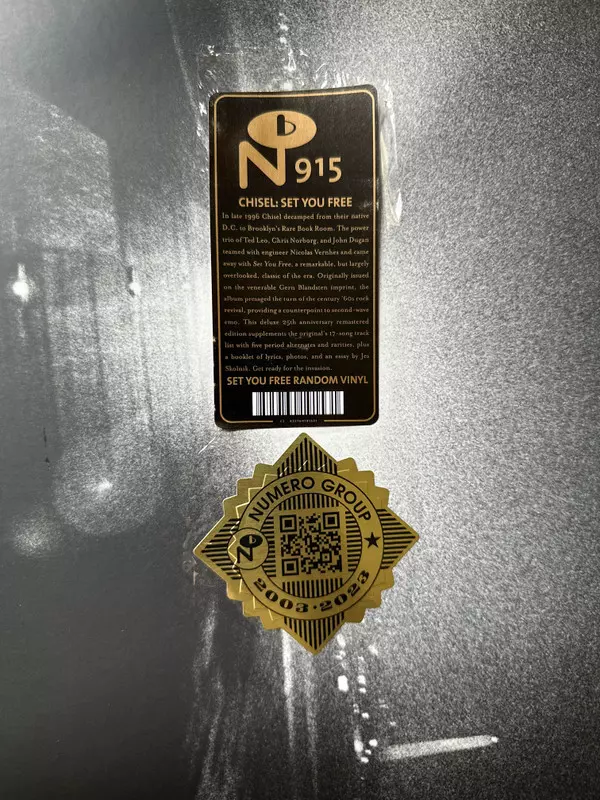 N 915
CHISEL: SET YOU FREE
In late 1996 Chisel decamped from their native
D.C. to Brooklyn's Rare Book Room. The power
trio of Ted Leo, Chris Norborg, and John Dugan
teamed with engineer Nicolas Vernhes and came
away with Set You Free, a remarkable, but largely
overlooked, classic of the era. Originally issued
on the venerable Gern Blandsten imprint, the
album presaged the turn of the century '60s rock
revival, providing a counterpoint to second-wave
emo. This deluxe 25th anniversary remastered
edition supplements the original's 17-song track
list with five period alternates and rarities, plus
a booklet of lyrics, photos, and an essay by Jes
Skolnik. Get ready for the invasion.
SET YOU FREE RANDOM VINYL
NUMERO GROUP
2003·2023